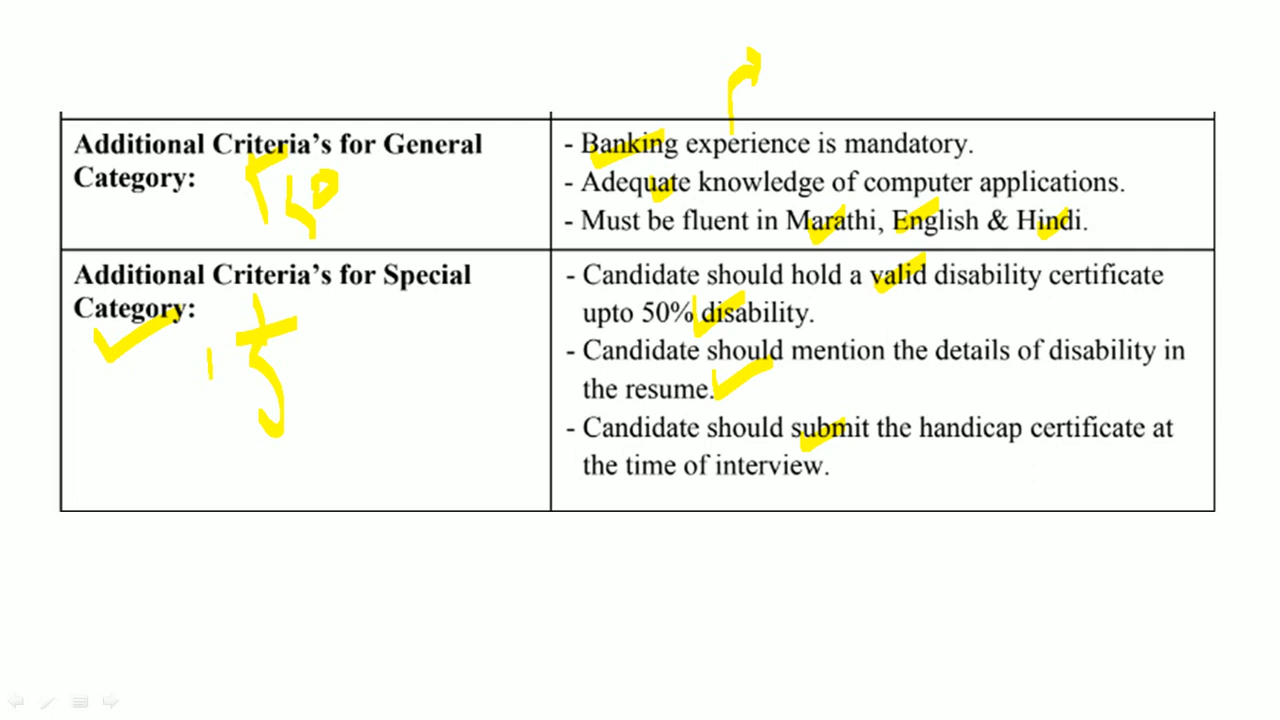 Additional Criteria's for General
Category:
- Banking experience is mandatory.
- Adequate knowledge of computer applications.
- Must be fluent in Marathi, English & Hindi.
Additional Criteria's for Special
Category:
- Candidate should hold a valid disability certificate
upto 50% disability.
- Candidate should mention the details of disability in
the resume.
- Candidate should submit the handicap certificate at
the time of interview.